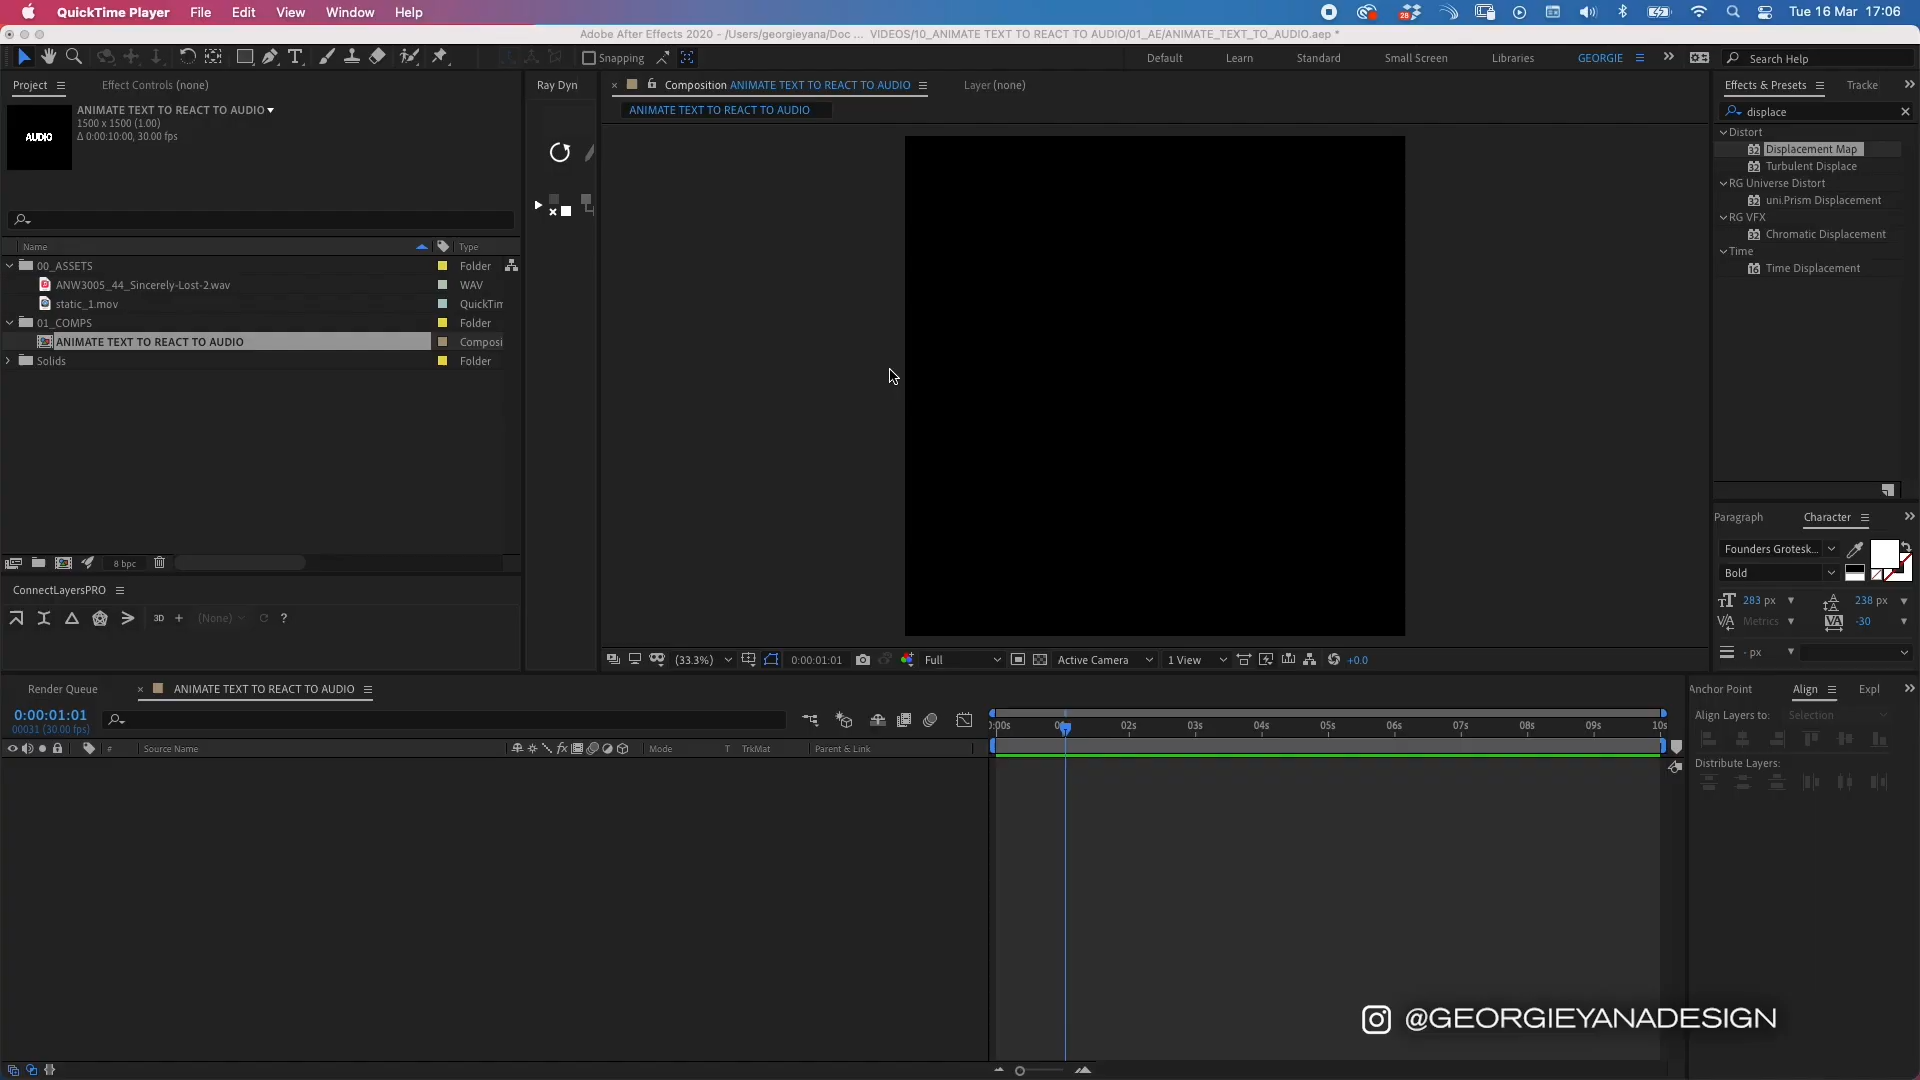 QuickTime Player File Edit View Window Help 28 Tue 16 Mar 17:06
Adobe After Effects 2020 - /Users/georgieyana/Doc ... VIDEOS/10_ANIMATE TEXT TO REACT TO AUDIO/01_AE/ANIMATE_TEXT_TO_AUDIO.aep *
Snapping Default Learn Standard Small Screen Libraries GEORGIE Search Help
Project Effect Controls (none)
ANIMATE TEXT TO REACT TO AUDIO
1500 x 1500 (1.00)
Δ 0:00:10:00, 30.00 fps
AUDIO
Name Type
00_ASSETS Folder
ANW3005_44_Sincerely-Lost-2.wav WAV
static_1.mov QuickTim
01_COMPS Folder
ANIMATE TEXT TO REACT TO AUDIO Composi
Solids Folder
8 bpc
ConnectLayersPRO
3D + (None) ?
Ray Dyn
Composition ANIMATE TEXT TO REACT TO AUDIO Layer (none)
ANIMATE TEXT TO REACT TO AUDIO
(33.3%) 0:00:01:01 Full Active Camera 1 View +0.0
Effects & Presets Tracke
displace
Distort
32 Displacement Map
32 Turbulent Displace
RG Universe Distort
32 uni.Prism Displacement
RG VFX
32 Chromatic Displacement
Time
16 Time Displacement
Paragraph Character
Founders Grotesk...
Bold
283 px 238 px
Metrics -30
- px
Render Queue ANIMATE TEXT TO REACT TO AUDIO
0:00:01:01
00031 (30.00 fps)
# Source Name Mode T TrkMat Parent & Link
):00s 02s 03s 04s 05s 06s 07s 08s 09s 10s
Anchor Point Align Expl
Align Layers to: Selection
Distribute Layers:
@GEORGIEYANADESIGN